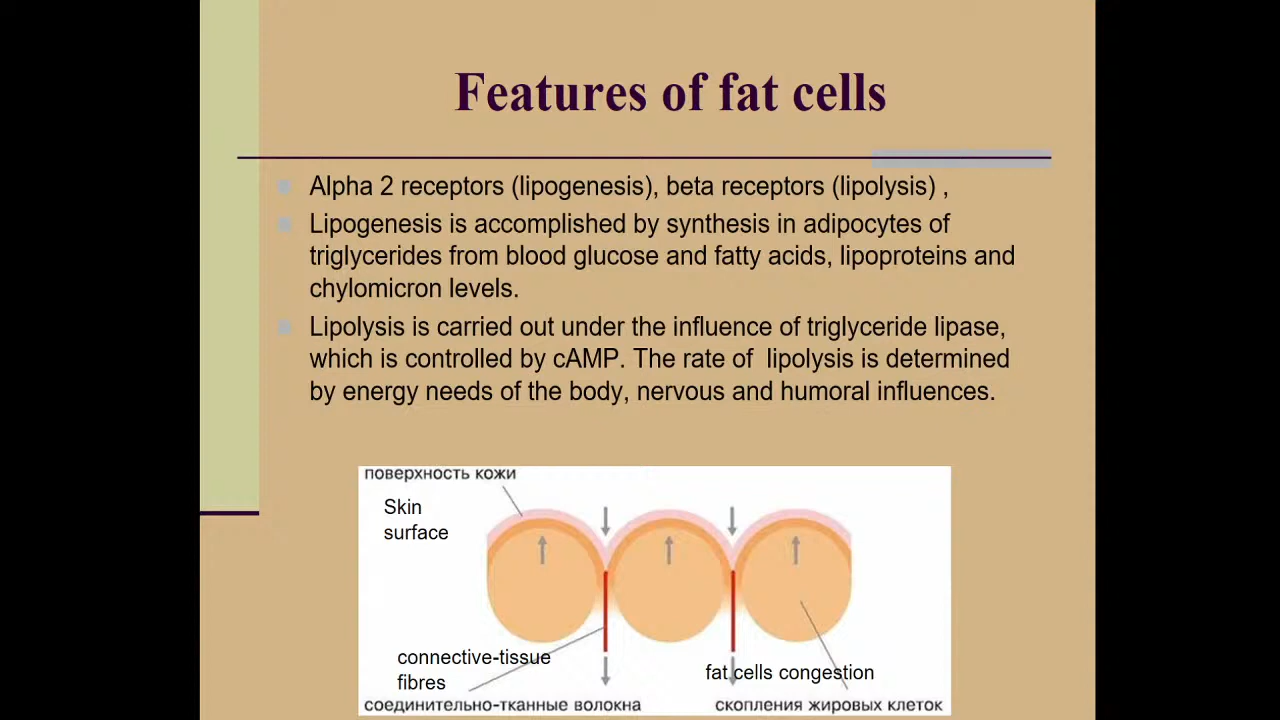 Features of fat cells
Alpha 2 receptors (lipogenesis), beta receptors (lipolysis) ,
Lipogenesis is accomplished by synthesis in adipocytes of
triglycerides from blood glucose and fatty acids, lipoproteins and
chylomicron levels.
Lipolysis is carried out under the influence of triglyceride lipase,
which is controlled by cAMP. The rate of lipolysis is determined
by energy needs of the body, nervous and humoral influences.
поверхность кожи
Skin
surface
connective-tissue
fibres
fat cells congestion
соединительно-тканные волокна
скопления жировых клеток